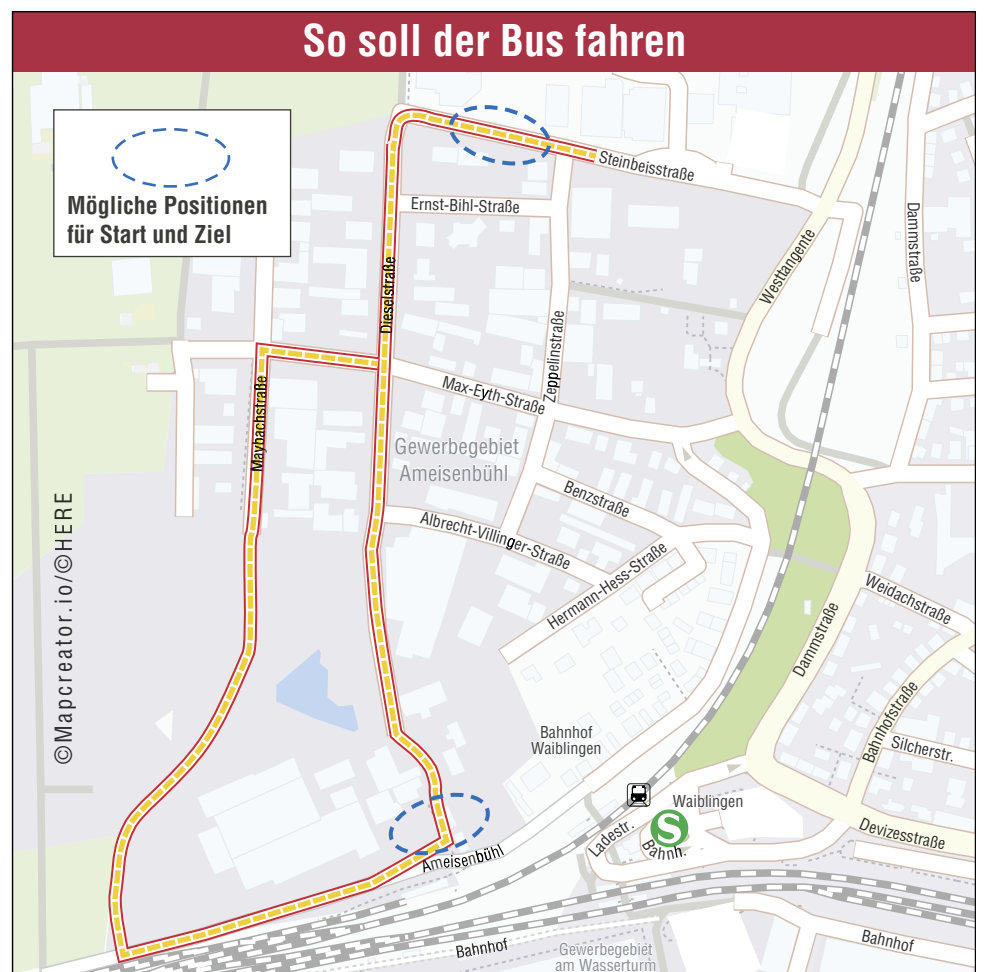 So soll der Bus fahren
Mögliche Positionen
für Start und Ziel
Steinbeisstraße
Ernst-Bihl-Straße
Dieselstraße
Westtangente
Dammstraße
Zeppelinstraße
Maybachstraße
Max-Eyth-Straße
Gewerbegebiet
Ameisenbühl
Benzstraße
Albrecht-Villinger-Straße
Hermann-Hess-Straße
Weidachstraße
Dammstraße
©Mapcreator.io/©HERE
Bahnhofstraße
Silcherstr.
Bahnhof
Waiblingen
Waiblingen
S
Ladestr.
Bahnh.
Devizesstraße
Ameisenbühl
Bahnhof
Gewerbegebiet
am Wasserturm
Bahnhof